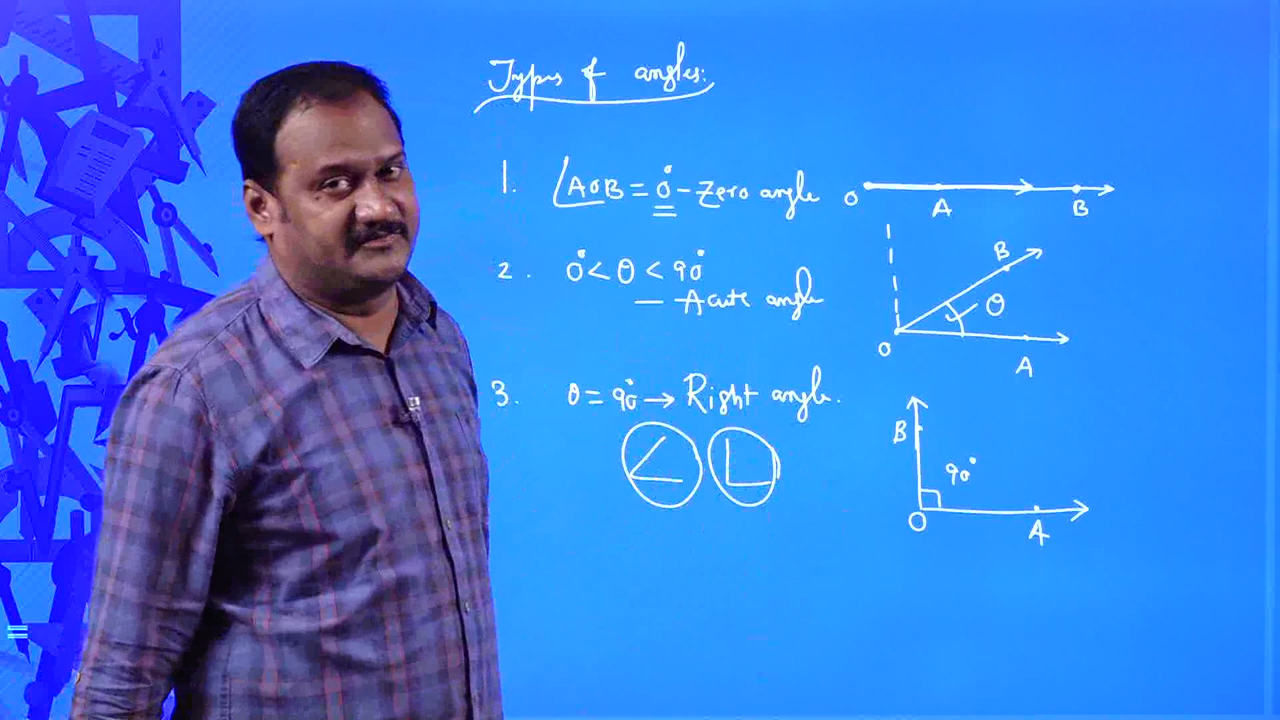 Types of angles:
1. ∠AOB = 0° - Zero angle
O A B
2. 0° < θ < 90°
— Acute angle
B
θ
O
A
3. θ = 90° → Right angle.
B
90°
O
A